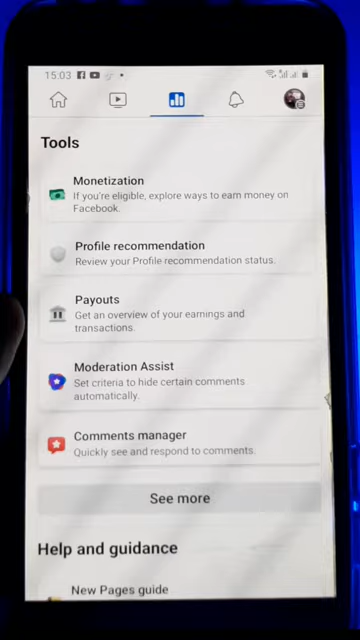 15:03
Tools
Monetization
If you're eligible, explore ways to earn money on
Facebook.
Profile recommendation
Review your Profile recommendation status.
Payouts
Get an overview of your earnings and
transactions.
Moderation Assist
Set criteria to hide certain comments
automatically.
Comments manager
Quickly see and respond to comments.
See more
Help and guidance
New Pages guide